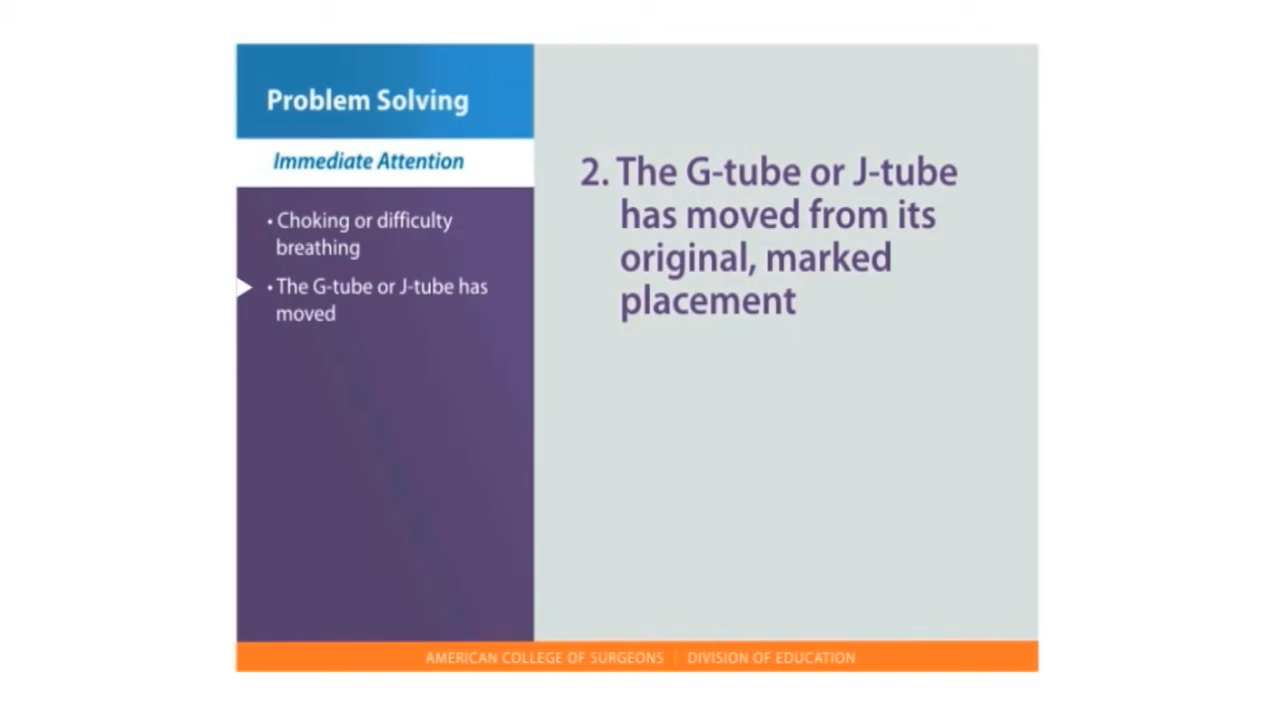 Problem Solving
Immediate Attention
• Choking or difficulty
breathing
• The G-tube or J-tube has
moved
2. The G-tube or J-tube
has moved from its
original, marked
placement
AMERICAN COLLEGE OF SURGEONS | DIVISION OF EDUCATION